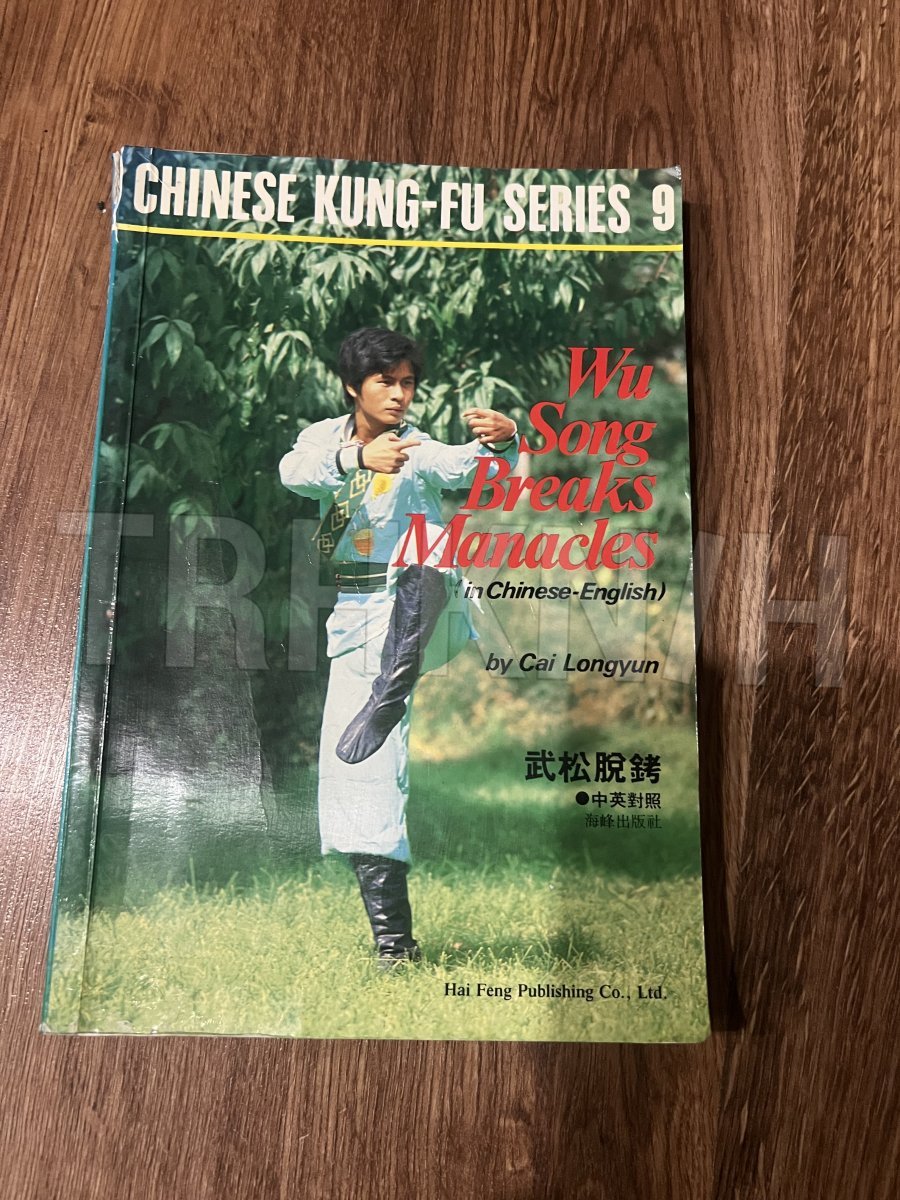 CHINESE KUNG-FU SERIES 9
Wu
Song
Breaks
Manacles
(in Chinese-English)
by Cai Longyun
武松脫銬
●中英對照
海峰出版社
Hai Feng Publishing Co., Ltd.